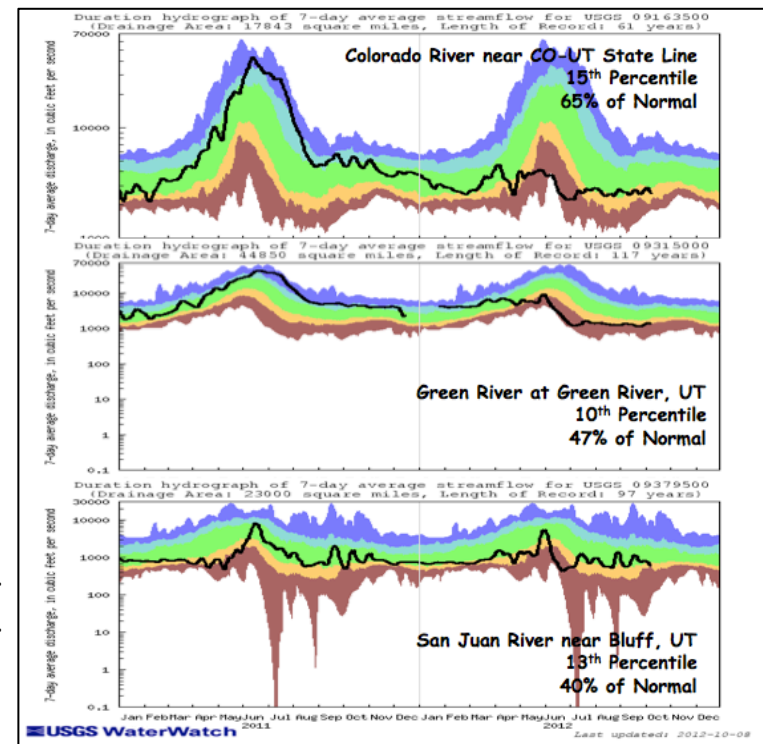 Duration hydrograph of 7-day average streamflow for USGS 09163500
(Drainage Area: 17843 square miles, Length of Record: 61 years)
70000
10000
1000
7-day average discharge, in cubic feet per second
Colorado River near CO-UT State Line
15th Percentile
65% of Normal
Duration hydrograph of 7-day average streamflow for USGS 09315000
(Drainage Area: 44850 square miles, Length of Record: 117 years)
70000
10000
1000
100
10
1
0.1
7-day average discharge, in cubic feet per second
Green River at Green River, UT
10th Percentile
47% of Normal
Duration hydrograph of 7-day average streamflow for USGS 09379500
(Drainage Area: 23000 square miles, Length of Record: 97 years)
30000
10000
1000
100
10
1
0.1
7-day average discharge, in cubic feet per second
San Juan River near Bluff, UT
13th Percentile
40% of Normal
Jan Feb Mar Apr May Jun Jul Aug Sep Oct Nov Dec Jan Feb Mar Apr May Jun Jul Aug Sep Oct Nov Dec
2011 2012
USGS WaterWatch
Last updated: 2012-10-08